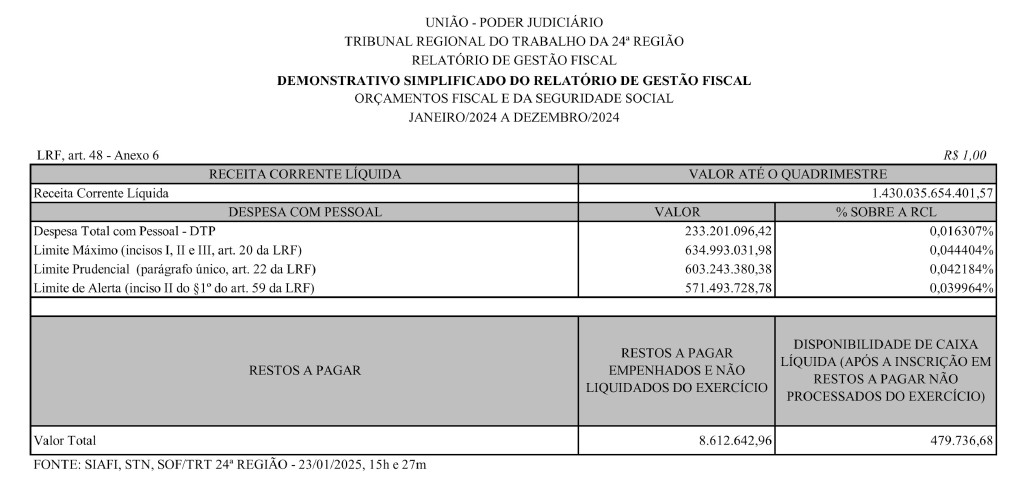 UNIÃO - PODER JUDICIÁRIO
TRIBUNAL REGIONAL DO TRABALHO DA 24ª REGIÃO
RELATÓRIO DE GESTÃO FISCAL
DEMONSTRATIVO SIMPLIFICADO DO RELATÓRIO DE GESTÃO FISCAL
ORÇAMENTOS FISCAL E DA SEGURIDADE SOCIAL
JANEIRO/2024 A DEZEMBRO/2024
LRF, art. 48 - Anexo 6 R$ 1,00
RECEITA CORRENTE LÍQUIDA VALOR ATÉ O QUADRIMESTRE
Receita Corrente Líquida 1.430.035.654.401,57
DESPESA COM PESSOAL VALOR % SOBRE A RCL
Despesa Total com Pessoal - DTP 233.201.096,42 0,016307%
Limite Máximo (incisos I, II e III, art. 20 da LRF) 634.993.031,98 0,044404%
Limite Prudencial (parágrafo único, art. 22 da LRF) 603.243.380,38 0,042184%
Limite de Alerta (inciso II do §1º do art. 59 da LRF) 571.493.728,78 0,039964%
RESTOS A PAGAR
RESTOS A PAGAR
EMPENHADOS E NÃO
LIQUIDADOS DO EXERCÍCIO
DISPONIBILIDADE DE CAIXA
LÍQUIDA (APÓS A INSCRIÇÃO EM
RESTOS A PAGAR NÃO
PROCESSADOS DO EXERCÍCIO)
Valor Total 8.612.642,96 479.736,68
FONTE: SIAFI, STN, SOF/TRT 24ª REGIÃO - 23/01/2025, 15h e 27m